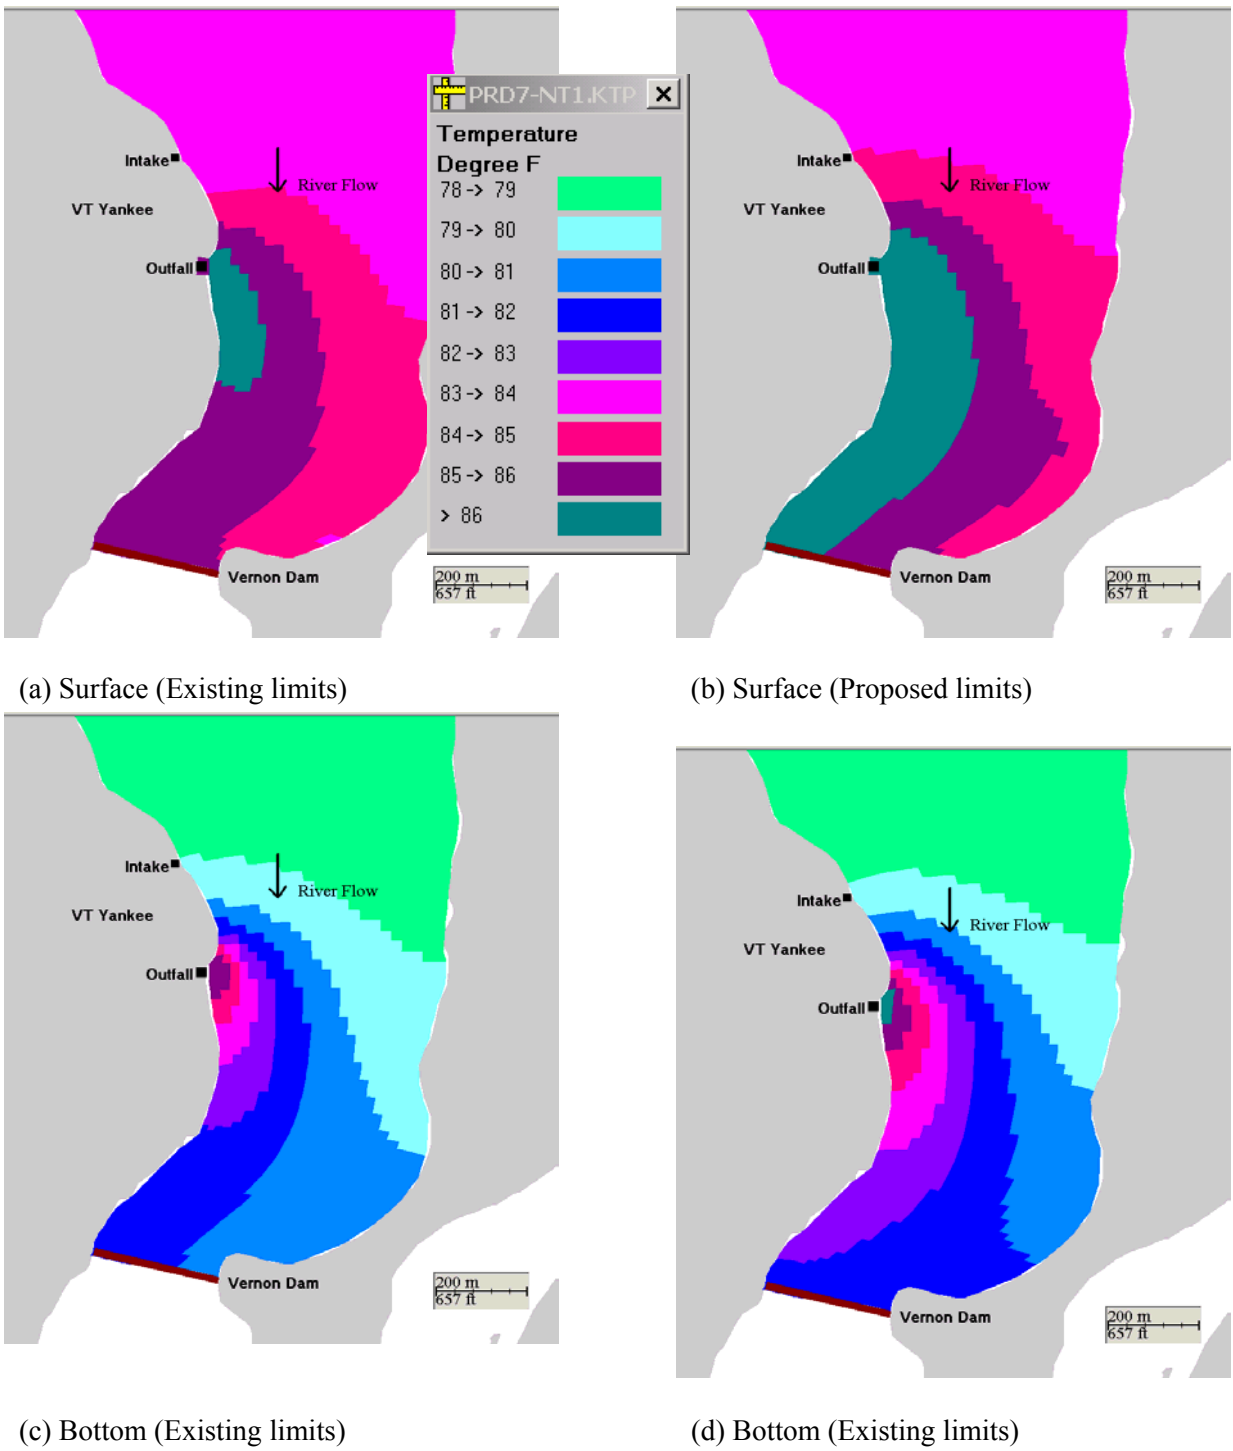 PRD7-NT1.KTP
Temperature
Degree F
78-> 79
79-> 80
80-> 81
81-> 82
82-> 83
83-> 84
84-> 85
85-> 86
> 86
Intake
River Flow
VT Yankee
Outfall
Vernon Dam
200 m
657 ft
(a) Surface (Existing limits)
Intake
River Flow
VT Yankee
Outfall
Vernon Dam
200 m
657 ft
(b) Surface (Proposed limits)
Intake
River Flow
VT Yankee
Outfall
Vernon Dam
200 m
657 ft
(c) Bottom (Existing limits)
Intake
River Flow
VT Yankee
Outfall
Vernon Dam
200 m
657 ft
(d) Bottom (Existing limits)